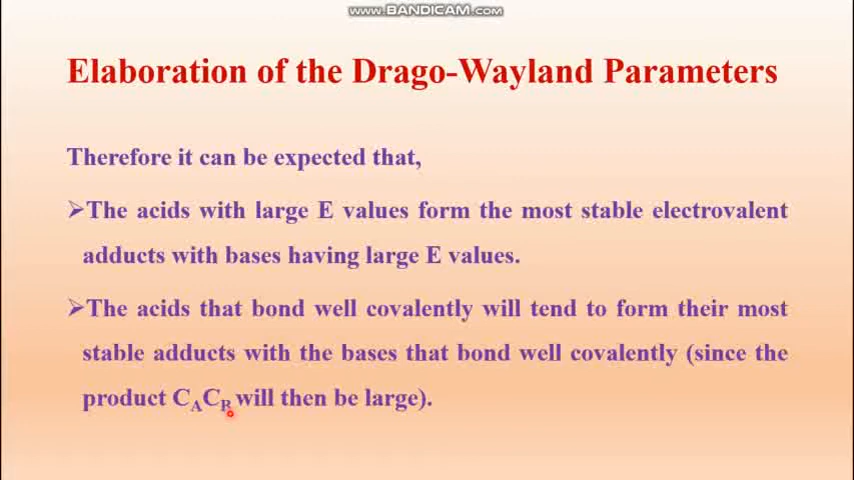 WWW.BANDICAM.COM
Elaboration of the Drago-Wayland Parameters
Therefore it can be expected that,
➢The acids with large E values form the most stable electrovalent
adducts with bases having large E values.
➢The acids that bond well covalently will tend to form their most
stable adducts with the bases that bond well covalently (since the
product CACB will then be large).